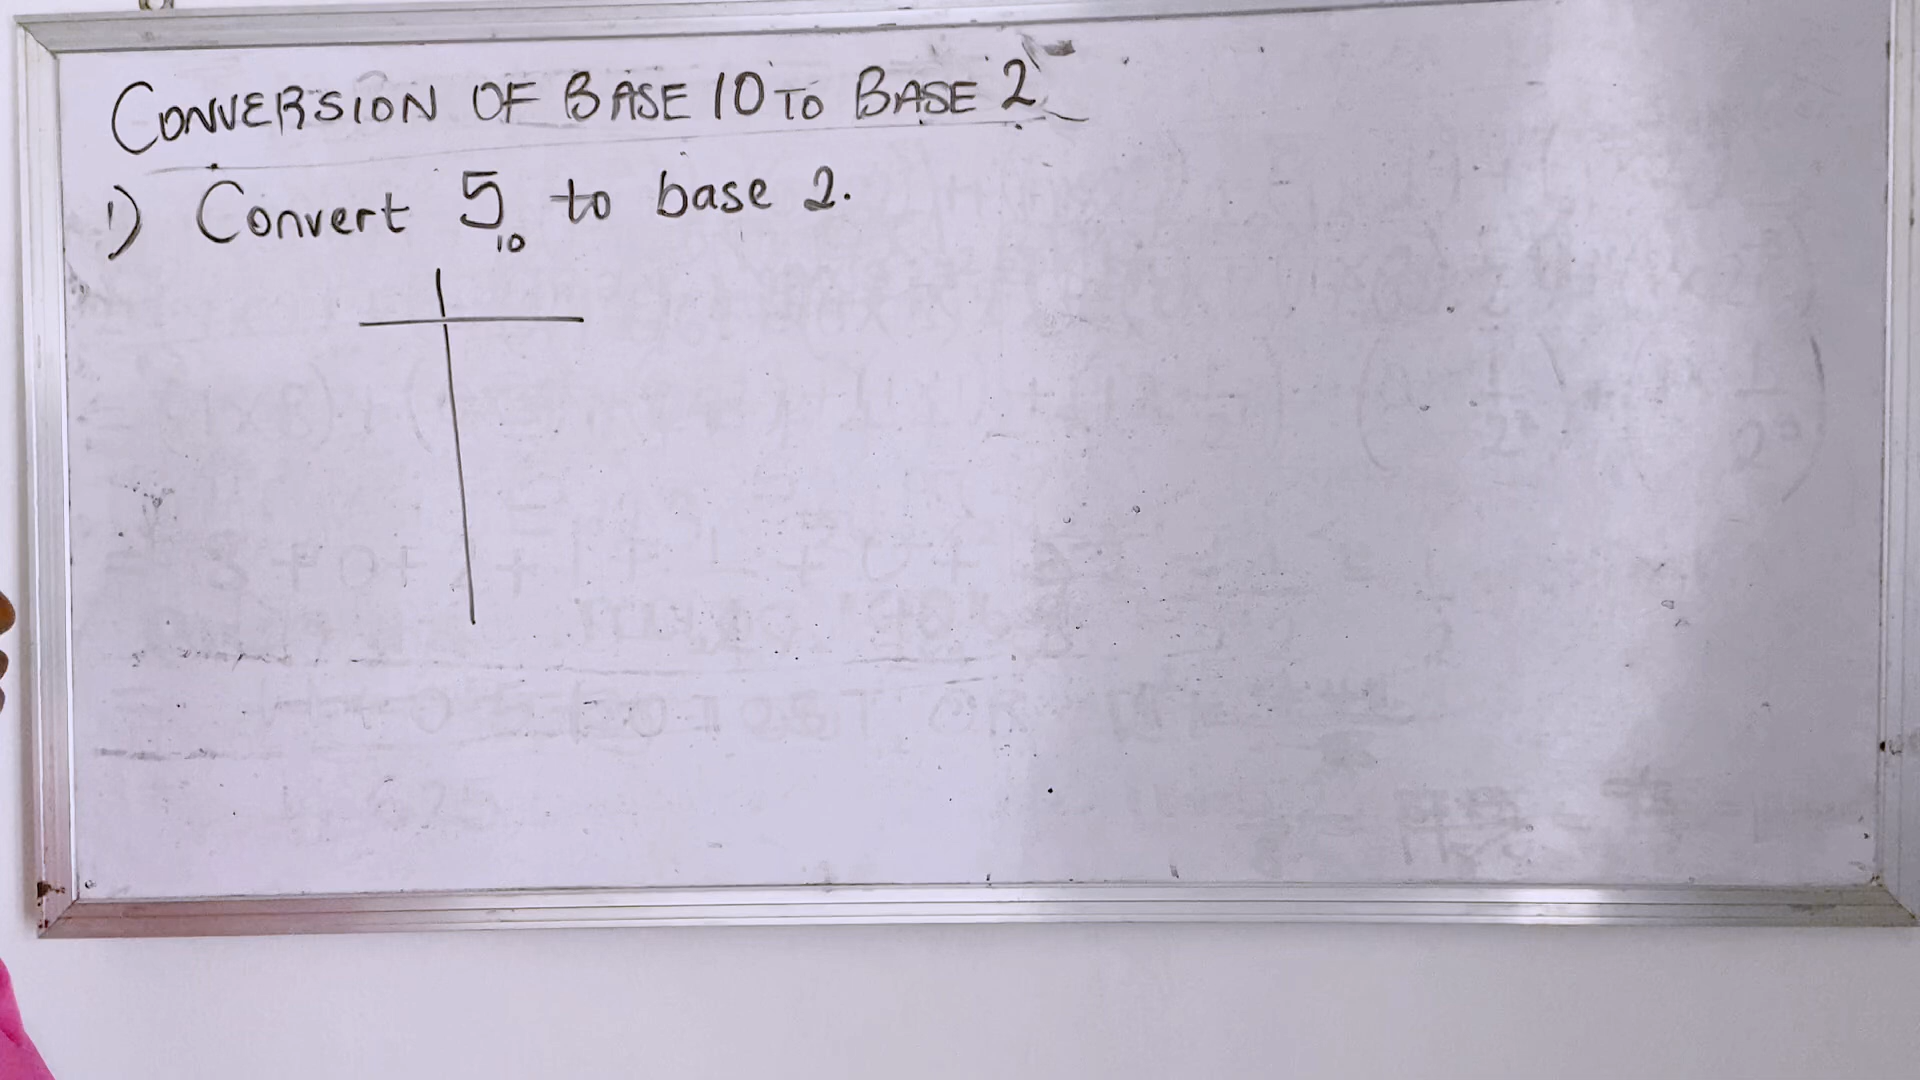 CONVERSION OF BASE 10 TO BASE 2
1) Convert 5₁₀ to base 2.